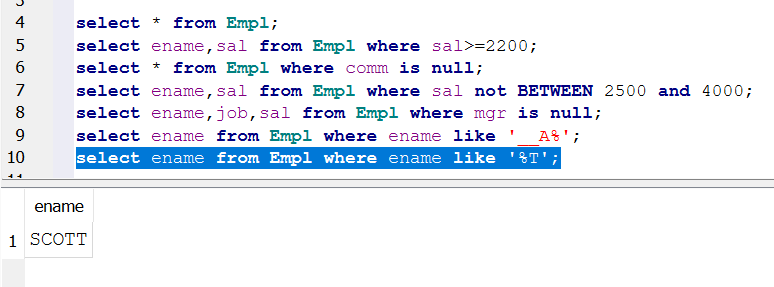 4 select * from Empl;
5 select ename,sal from Empl where sal>=2200;
6 select * from Empl where comm is null;
7 select ename,sal from Empl where sal not BETWEEN 2500 and 4000;
8 select ename,job,sal from Empl where mgr is null;
9 select ename from Empl where ename like '__A%';
10 select ename from Empl where ename like '%T';
ename
1 SCOTT